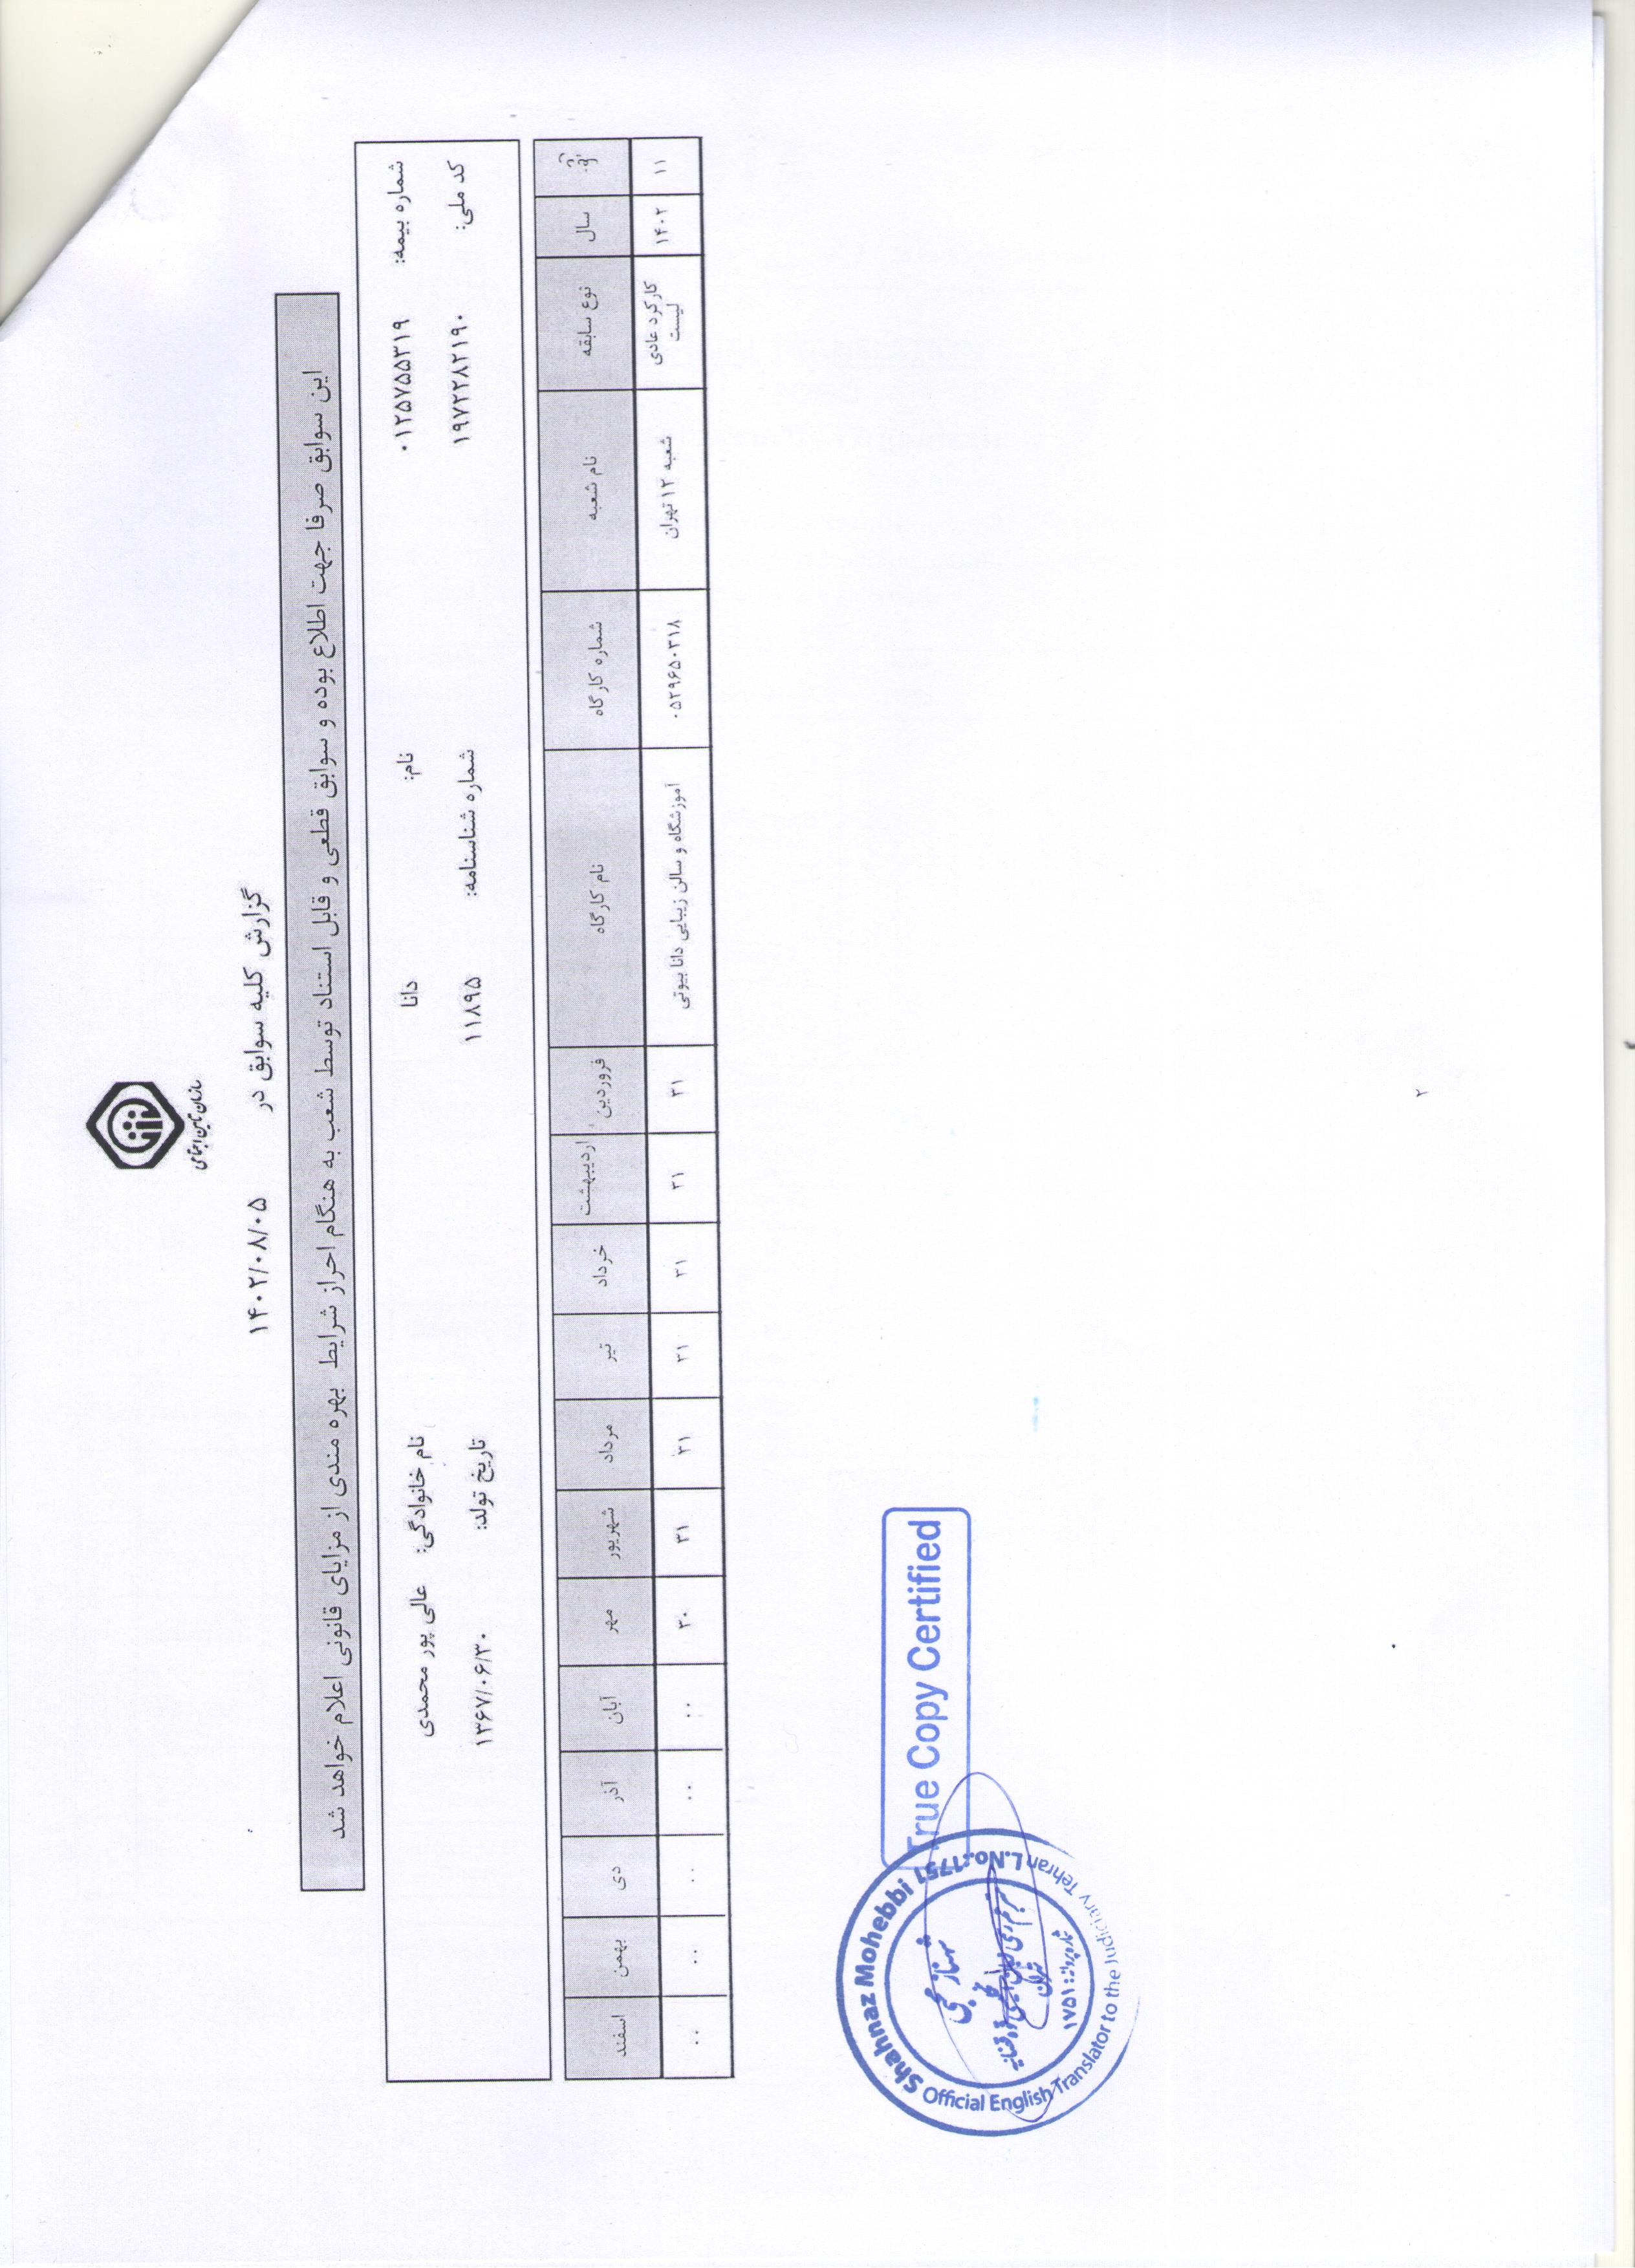 سازمان تامین اجتماعی
گزارش کلیه سوابق در ۱۴۰۲/۰۸/۰۵
این سوابق صرفا جهت اطلاع بوده و سوابق قطعی و قابل استناد توسط شعب به هنگام احراز شرایط بهره مندی از مزایای قانونی اعلام خواهد شد
شماره بیمه: ۰۱۲۵۷۵۵۳۱۹ نام: دانا نام خانوادگی: عالی پور محمدی
کد ملی: ۱۹۷۲۲۸۲۱۹۰ شماره شناسنامه: ۱۱۸۹۵ تاریخ تولد: ۱۳۶۷/۰۶/۳۰
سال نوع سابقه نام شعبه شماره کارگاه نام کارگاه فروردین اردیبهشت خرداد تیر مرداد شهریور مهر آبان آذر دی بهمن اسفند
۱۱ ۱۴۰۲ کارکرد عادی لیست شعبه ۱۲ تهران ۰۵۲۹۶۵۰۳۱۸ آموزشگاه و سالن زیبایی دانا بیوتی ۳۱ ۳۱ ۳۱ ۳۱ ۳۱ ۳۱ ۳۰ ۰۰ ۰۰ ۰۰ ۰۰ ۰۰
True Copy Certified
Shahnaz Mohebbi L.No.:1751
Official English Translator to the Judiciary Tehran
شهناز محبی
مترجم رسمی زبان انگلیسی قوه قضائیه
تهران
شماره پروانه: ۱۷۵۱
۲